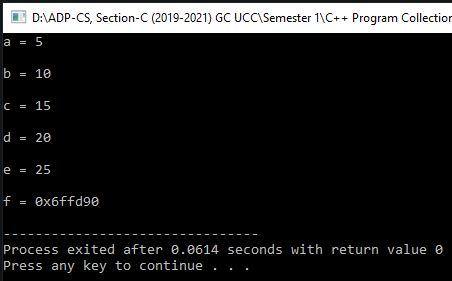 D:\ADP-CS, Section-C (2019-2021) GC UCC\Semester 1\C++ Program Collection
a = 5
b = 10
c = 15
d = 20
e = 25
f = 0x6ffd90
--------------------------------
Process exited after 0.0614 seconds with return value 0
Press any key to continue . . .